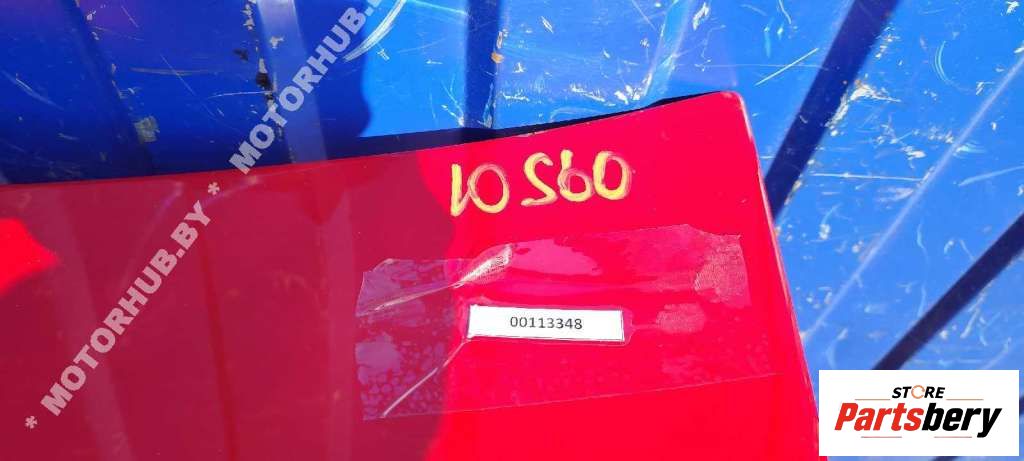 * MOTORHUB.BY * MOTORHUB.BY
10 S60
00113348
STORE
Partsbery